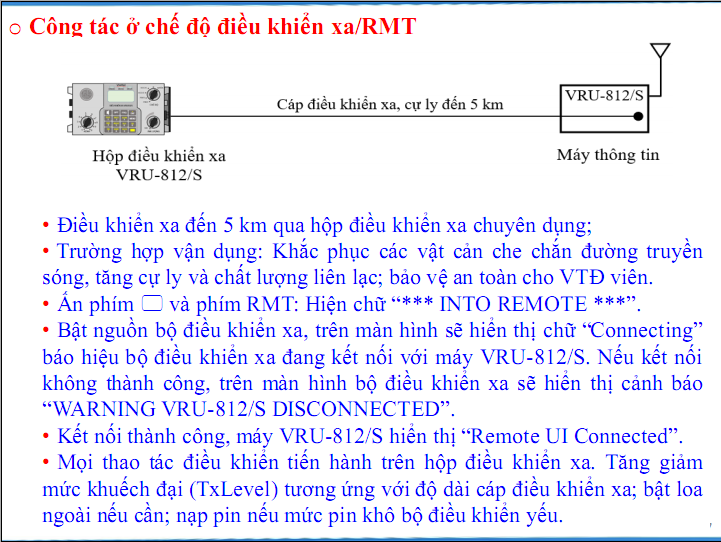 o Công tác ở chế độ điều khiển xa/RMT
VRU-812/S
Cáp điều khiển xa, cự ly đến 5 km
Hộp điều khiển xa
VRU-812/S
Máy thông tin
• Điều khiển xa đến 5 km qua hộp điều khiển xa chuyên dụng;
• Trường hợp vận dụng: Khắc phục các vật cản che chắn đường truyền
sóng, tăng cự ly và chất lượng liên lạc; bảo vệ an toàn cho VTĐ viên.
• Ấn phím và phím RMT: Hiện chữ “*** INTO REMOTE ***”.
• Bật nguồn bộ điều khiển xa, trên màn hình sẽ hiển thị chữ “Connecting”
báo hiệu bộ điều khiển xa đang kết nối với máy VRU-812/S. Nếu kết nối
không thành công, trên màn hình bộ điều khiển xa sẽ hiển thị cảnh báo
“WARNING VRU-812/S DISCONNECTED”.
• Kết nối thành công, máy VRU-812/S hiển thị “Remote UI Connected”.
• Mọi thao tác điều khiển tiến hành trên hộp điều khiển xa. Tăng giảm
mức khuếch đại (TxLevel) tương ứng với độ dài cáp điều khiển xa; bật loa
ngoài nếu cần; nạp pin nếu mức pin khô bộ điều khiển yếu.